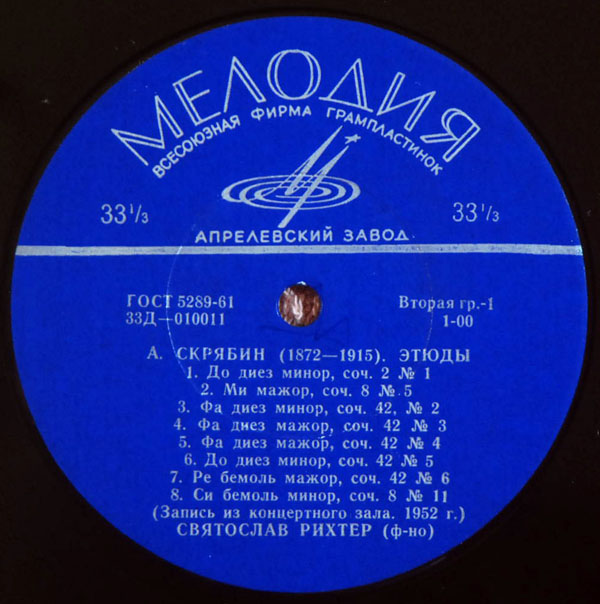 МЕЛОДИЯ
ВСЕСОЮЗНАЯ ФИРМА ГРАМПЛАСТИНОК
33 1/3
33 1/3
АПРЕЛЕВСКИЙ ЗАВОД
ГОСТ 5289-61
Вторая гр.-1
33Д—010011
1-00
А. СКРЯБИН (1872—1915). ЭТЮДЫ
1. До диез минор, соч. 2 № 1
2. Ми мажор, соч. 8 № 5
3. Фа диез минор, соч. 42, № 2
4. Фа диез мажор, соч. 42 № 3
5. Фа диез мажор, соч. 42 № 4
6. До диез минор, соч. 42 № 5
7. Ре бемоль мажор, соч. 42 № 6
8. Си бемоль минор, соч. 8 № 11
(Запись из концертного зала. 1952 г.)
СВЯТОСЛАВ РИХТЕР (ф-но)